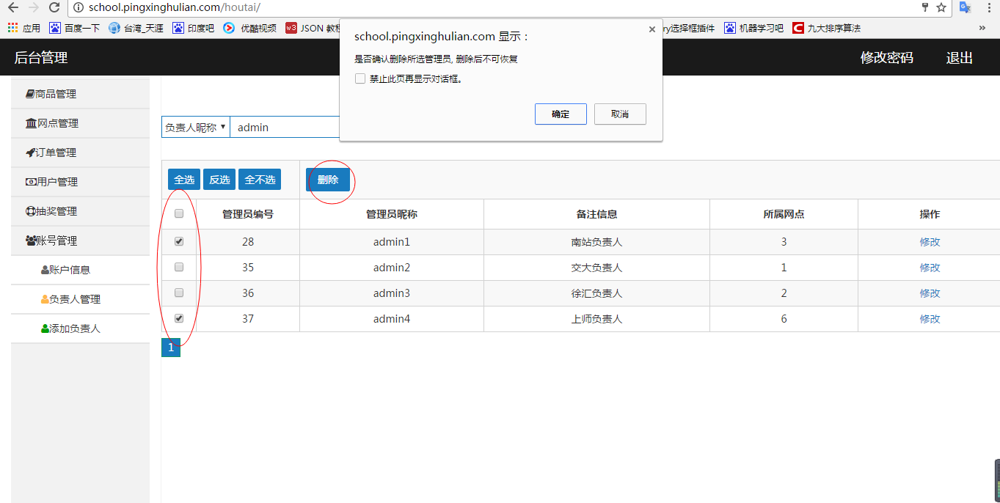 school.pingxinghulian.com/houtai/
应用 百度一下 台湾_天涯 印度吧 优酷视频 JSON 教程 ry选择框插件 机器学习吧 九大排序算法 »
school.pingxinghulian.com 显示：
是否确认删除所选管理员, 删除后不可恢复
禁止此页再显示对话框。
确定 取消
后台管理 修改密码 退出
商品管理
网点管理
订单管理
用户管理
抽奖管理
账号管理
账户信息
负责人管理
添加负责人
负责人昵称 admin
全选 反选 全不选 删除
管理员编号 管理员昵称 备注信息 所属网点 操作
28 admin1 南站负责人 3 修改
35 admin2 交大负责人 1 修改
36 admin3 徐汇负责人 2 修改
37 admin4 上师负责人 6 修改
1